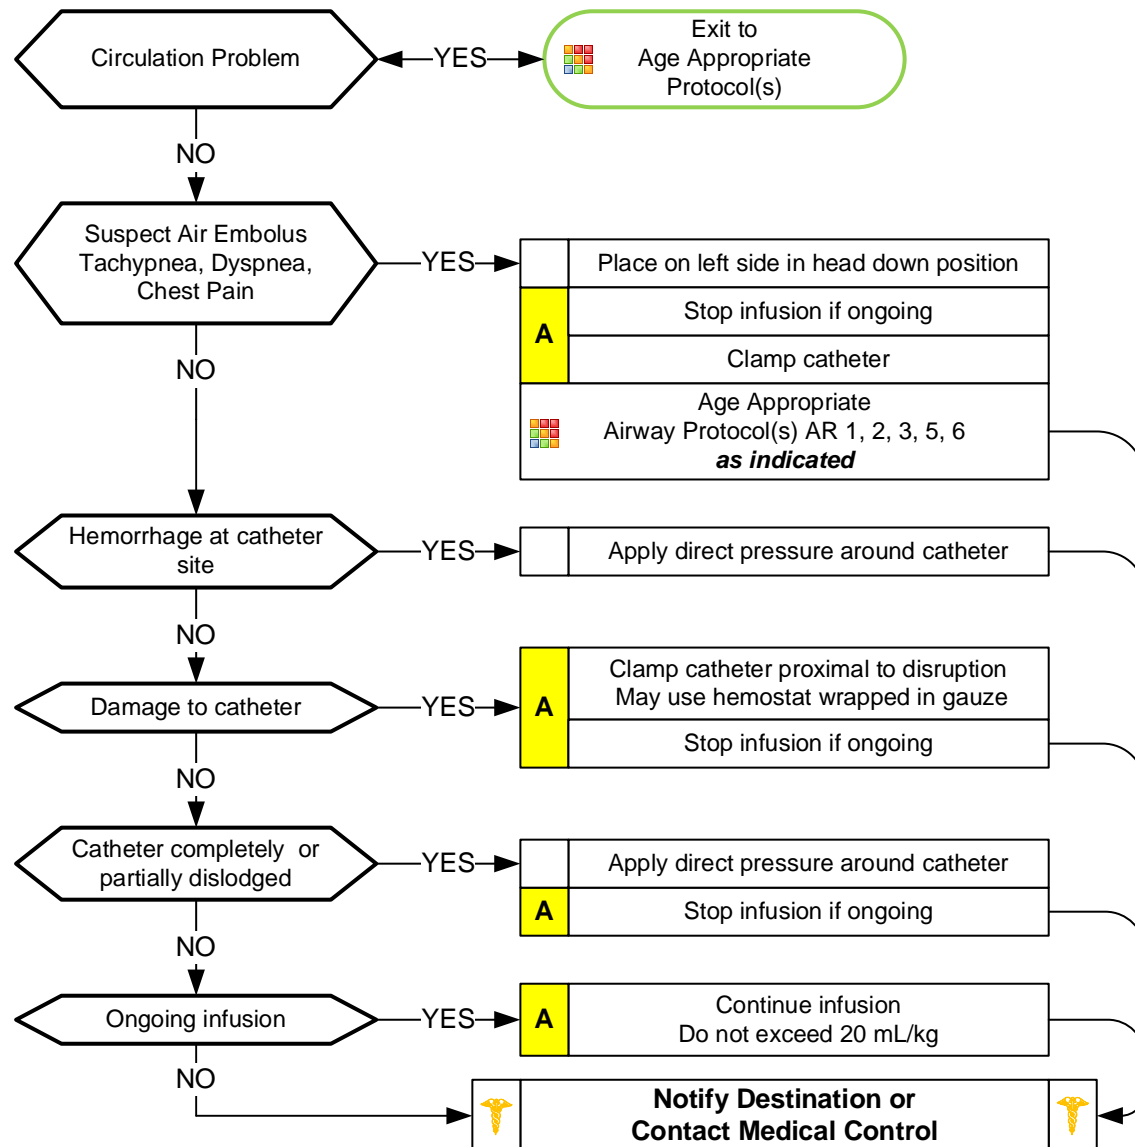 Circulation Problem
YES
Exit to
Age Appropriate
Protocol(s)
NO
Suspect Air Embolus
Tachypnea, Dyspnea,
Chest Pain
YES
Place on left side in head down position
A
Stop infusion if ongoing
Clamp catheter
Age Appropriate
Airway Protocol(s) AR 1, 2, 3, 5, 6
as indicated
NO
Hemorrhage at catheter
site
YES
Apply direct pressure around catheter
NO
Damage to catheter
YES
A
Clamp catheter proximal to disruption
May use hemostat wrapped in gauze
Stop infusion if ongoing
NO
Catheter completely or
partially dislodged
YES
Apply direct pressure around catheter
A
Stop infusion if ongoing
NO
Ongoing infusion
YES
A
Continue infusion
Do not exceed 20 mL/kg
NO
Notify Destination or
Contact Medical Control